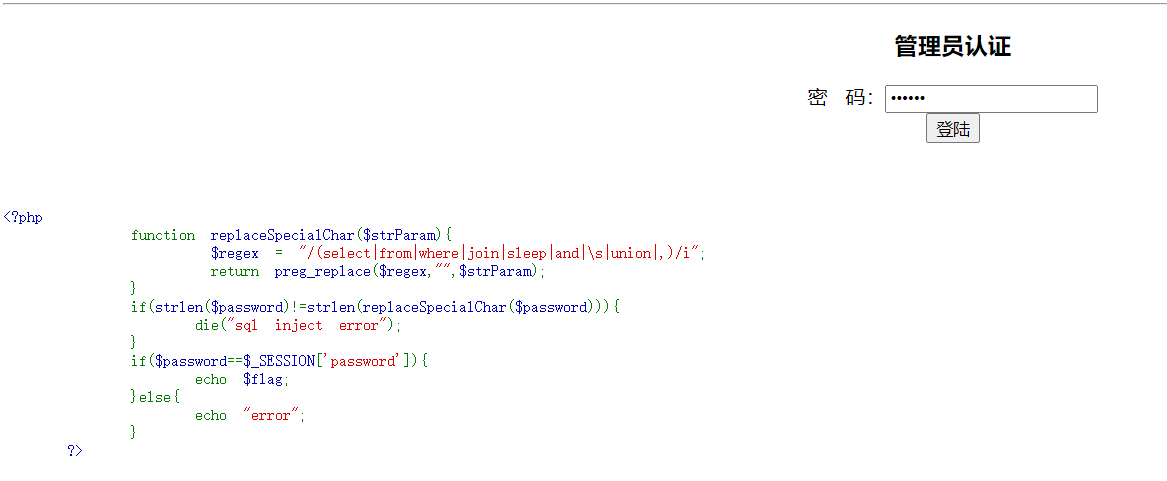 管理员认证
密 码：••••••
登陆
<?php
function replaceSpecialChar($strParam){
$regex = "/(select|from|where|join|sleep|and|\s|union|,)/i";
return preg_replace($regex,"",$strParam);
}
if(strlen($password)!=strlen(replaceSpecialChar($password))){
die("sql inject error");
}
if($password==$_SESSION['password']){
echo $flag;
}else{
echo "error";
}
?>